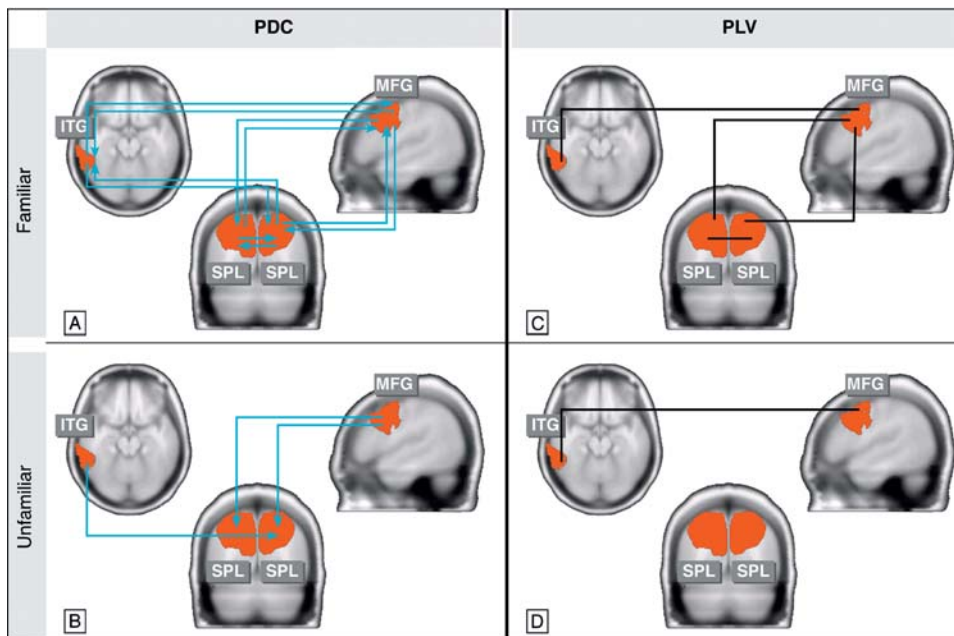 PDC
PLV
Familiar
ITG
MFG
SPL SPL
A
ITG
MFG
SPL SPL
C
Unfamiliar
ITG
MFG
SPL SPL
B
ITG
MFG
SPL SPL
D